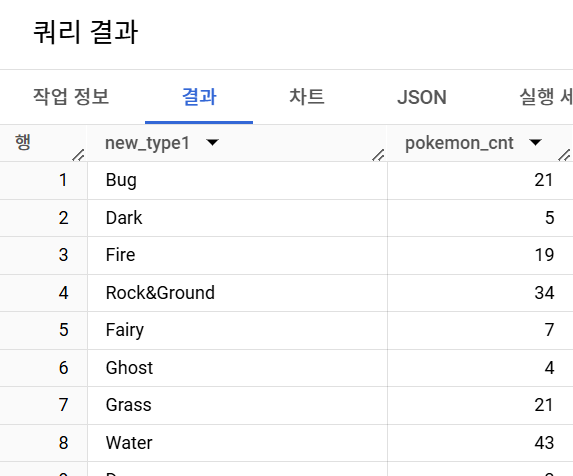 쿼리 결과
작업 정보 결과 차트 JSON 실행 세
행 new_type1 pokemon_cnt
1 Bug 21
2 Dark 5
3 Fire 19
4 Rock&Ground 34
5 Fairy 7
6 Ghost 4
7 Grass 21
8 Water 43